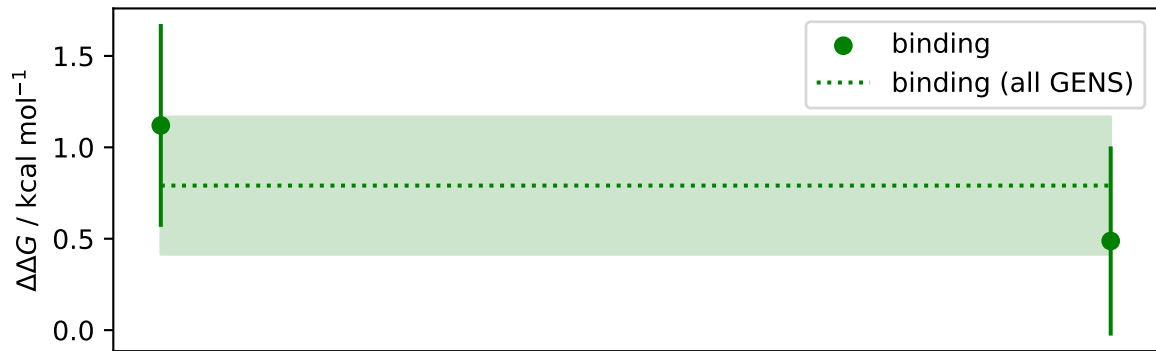 ΔΔG / kcal mol⁻¹
1.5
1.0
0.5
0.0
binding
binding (all GENS)